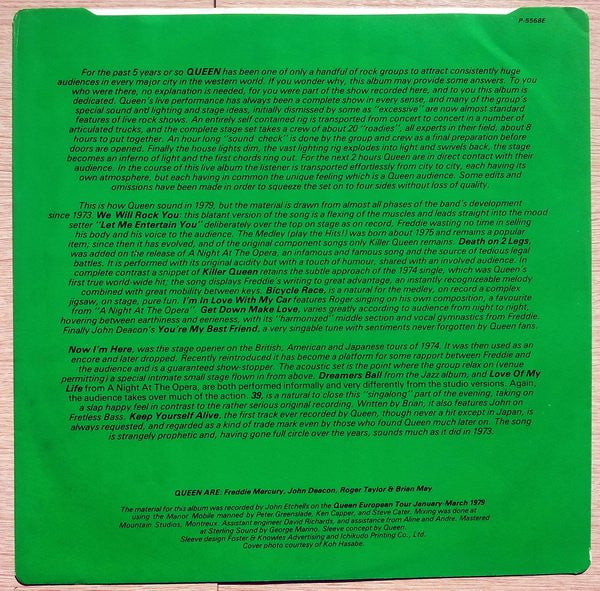 P-5568E
For the past 5 years or so QUEEN has been one of only a handful of rock groups to attract consistently huge
audiences in every major city in the western world. If you wonder why, this album may provide some answers. To you
who were there, no explanation is needed, for you were part of the show recorded here, and to you this album is
dedicated. Queen's live performance has always been a complete show in every sense, and many of the group's
special sound and lighting and stage ideas, initially dismissed by some as "excessive" are now almost standard
features of live rock shows. An entirely self contained rig is transported from concert to concert in a number of
articulated trucks, and the complete stage set takes a crew of about 20 "roadies", all experts in their field, about 8
hours to put together. An hour long "sound check" is done by the group and crew as a final preparation before
doors are opened. Finally the house lights dim, the vast lighting rig explodes into light and swivels back, the stage
becomes an inferno of light and the first chords ring out. For the next 2 hours Queen are in direct contact with their
audience. In the course of this live album the listener is transported effortlessly from city to city, each having its
own atmosphere, but each having in common the unique feeling which is a Queen audience. Some edits and
omissions have been made in order to squeeze the set on to four sides without loss of quality.
This is how Queen sound in 1979, but the material is drawn from almost all phases of the band's development
since 1973. We Will Rock You: this blatant version of the song is a flexing of the muscles and leads straight into the mood
setter "Let Me Entertain You" deliberately over the top on stage as on record, Freddie wasting no time in selling
his body and his voice to the audience. The Medley (play the Hits!) was born about 1975 and remains a popular
item; since then it has evolved, and of the original component songs only Killer Queen remains. Death on 2 Legs,
was added on the release of A Night At The Opera, an infamous and famous song and the source of tedious legal
battles. It is performed with its original acidity but with a touch of humour, shared with an involved audience. In
complete contrast a snippet of Killer Queen retains the subtle approach of the 1974 single, which was Queen's
first true world-wide hit; the song displays Freddie's writing to great advantage, an instantly recognizable melody
combined with great mobility between keys. Bicycle Race, is a natural for the medley, on record a complex
jigsaw, on stage, pure fun. I'm In Love With My Car features Roger singing on his own composition, a favourite
from "A Night At The Opera". Get Down Make Love, varies greatly according to audience from night to night,
hovering between earthiness and eeriness, with its "harmonized" middle section and vocal gymnastics from Freddie.
Finally John Deacon's You're My Best Friend, a very singable tune with sentiments never forgotten by Queen fans.
Now I'm Here, was the stage opener on the British, American and Japanese tours of 1974. It was then used as an
encore and later dropped. Recently reintroduced it has become a platform for some rapport between Freddie and
the audience and is a guaranteed show-stopper. The acoustic set is the point where the group relax on (venue
permitting) a special intimate small stage flown in from above. Dreamers Ball from the Jazz album, and Love Of My
Life from A Night At The Opera, are both performed informally and very differently from the studio versions. Again,
the audience takes over much of the action. 39, is a natural to close this "singalong" part of the evening, taking on
a slap happy feel in contrast to the rather serious original recording. Written by Brian, it also features John on
Fretless Bass. Keep Yourself Alive, the first track ever recorded by Queen, though never a hit except in Japan, is
always requested, and regarded as a kind of trade mark even by those who found Queen much later on. The song
is strangely prophetic and, having gone full circle over the years, sounds much as it did in 1973.
QUEEN ARE: Freddie Mercury, John Deacon, Roger Taylor & Brian May
The material for this album was recorded by John Etchells on the Queen European Tour January-March 1979
using the Manor Mobile manned by Peter Greenslade, Ken Capper, and Steve Cater. Mixing was done at
Mountain Studios, Montreux. Assistant engineer David Richards, and assistance from Aline and Andre. Mastered
at Sterling Sound by George Marino. Sleeve concept by Queen.
Sleeve design Foster & Knowles Advertising and Ichikudo Printing Co., Ltd.
Cover photo courtesy of Koh Hasabe.